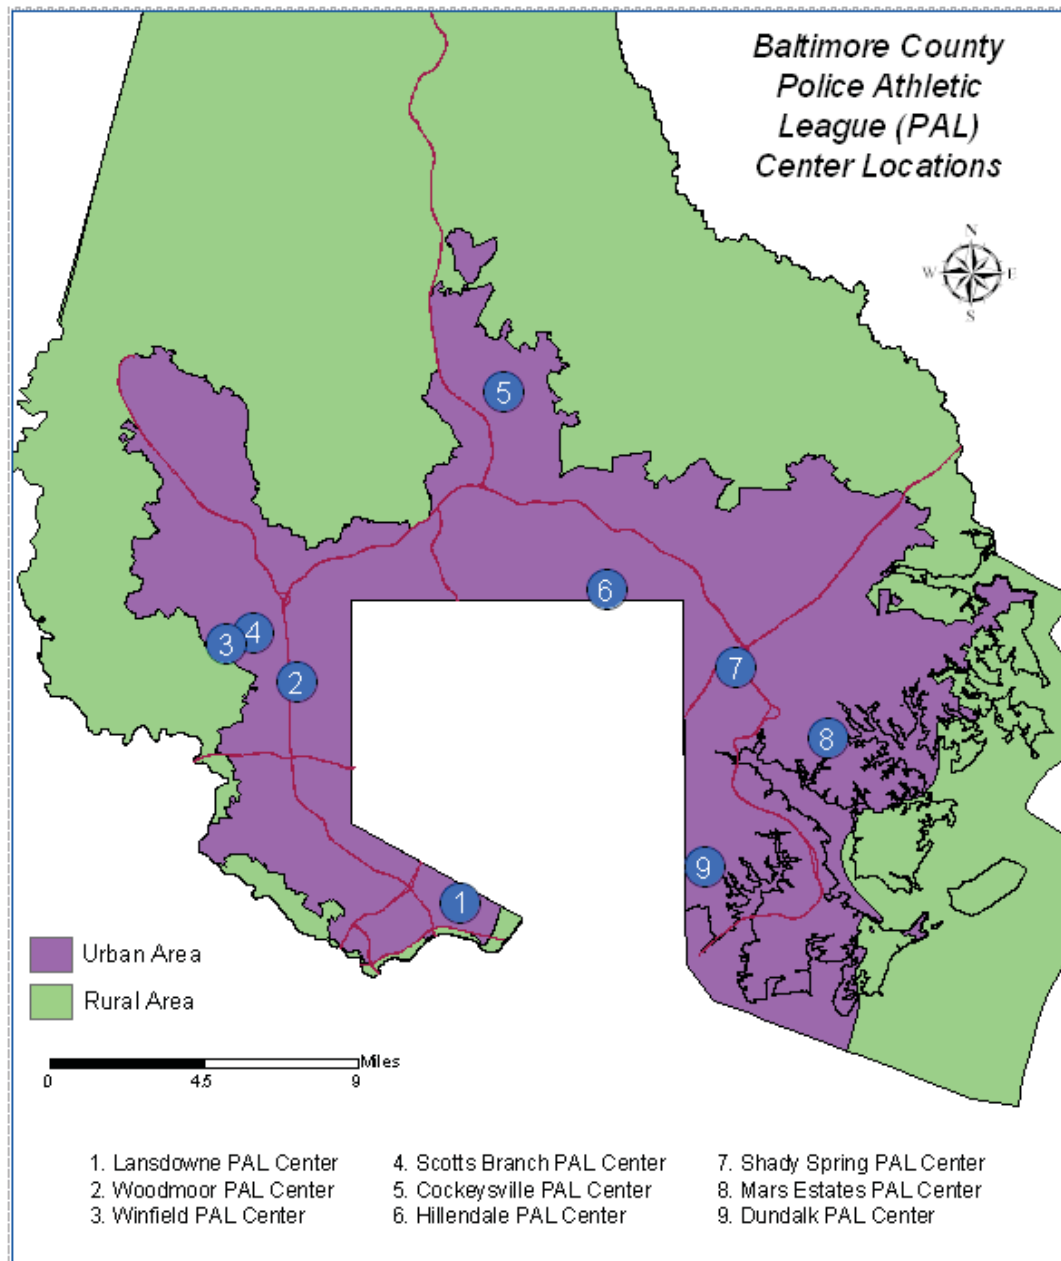 Baltimore County
Police Athletic
League (PAL)
Center Locations
N
W E
S
5
6
4
3
2
7
8
9
1
Urban Area
Rural Area
Miles
0 4.5 9
1. Lansdowne PAL Center
2. Woodmoor PAL Center
3. Winfield PAL Center
4. Scotts Branch PAL Center
5. Cockeysville PAL Center
6. Hillendale PAL Center
7. Shady Spring PAL Center
8. Mars Estates PAL Center
9. Dundalk PAL Center